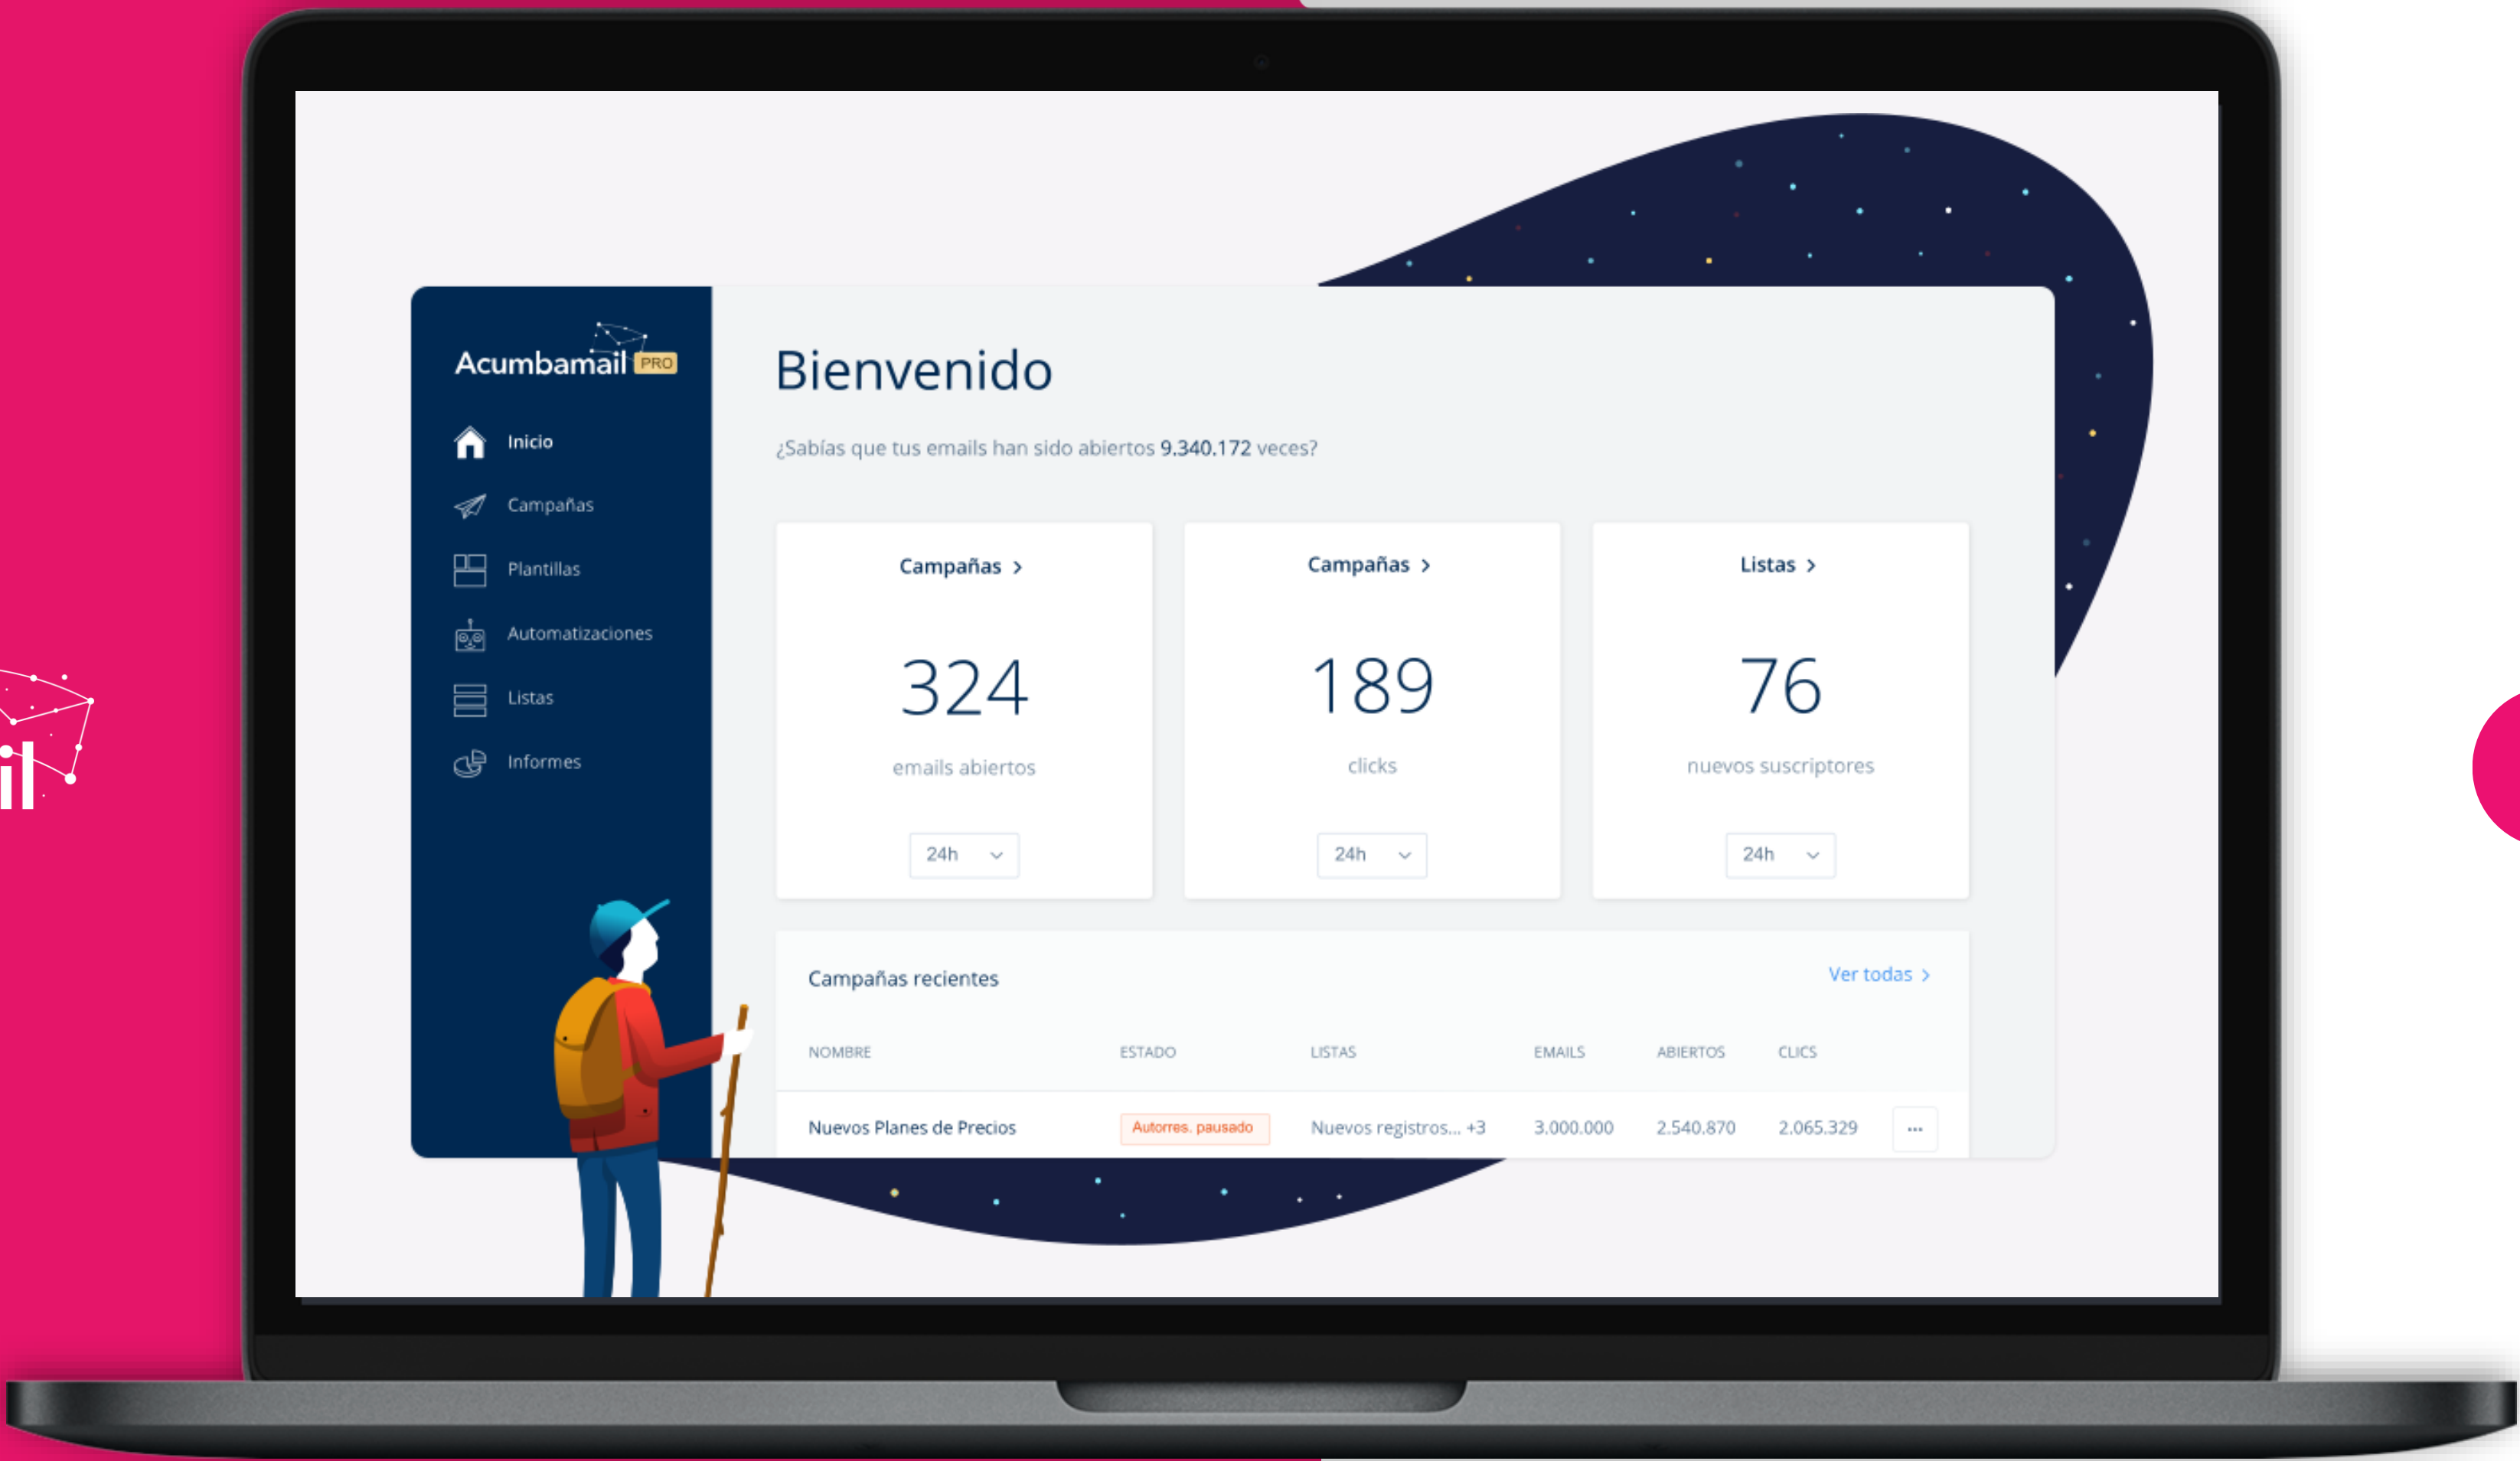 il
Acumbamail PRO
Inicio
Campañas
Plantillas
Automatizaciones
Listas
Informes
Bienvenido
¿Sabías que tus emails han sido abiertos 9.340.172 veces?
Campañas >
324
emails abiertos
24h
Campañas >
189
clicks
24h
Listas >
76
nuevos suscriptores
24h
Campañas recientes
Ver todas >
NOMBRE ESTADO LISTAS EMAILS ABIERTOS CLICS
Nuevos Planes de Precios Autorres. pausado Nuevos registros... +3 3.000.000 2.540.870 2.065.329 ...